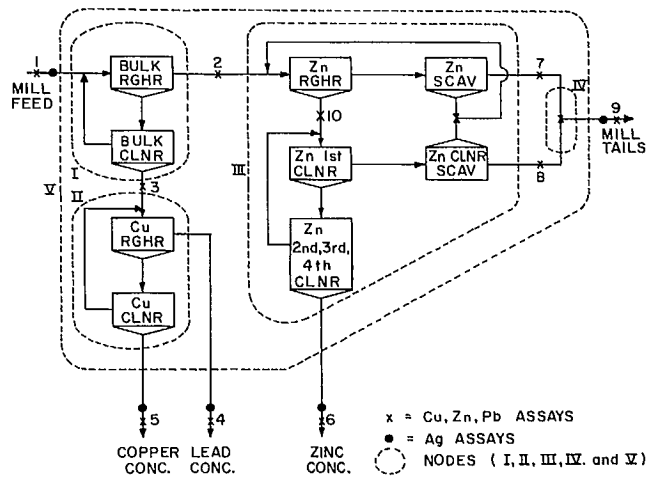 1
MILL
FEED
BULK
RGHR
2
Zn
RGHR
Zn
SCAV
7
IV
9
MILL
TAILS
10
BULK
CLNR
I
III
Zn 1st
CLNR
Zn CLNR
SCAV
8
V
II
3
Cu
RGHR
Zn
2nd,3rd,
4th
CLNR
Cu
CLNR
5
4
6
COPPER
CONC.
LEAD
CONC.
ZINC
CONC.
x = Cu, Zn, Pb ASSAYS
● = Ag ASSAYS
NODES ( I, II, III, IV. and V )